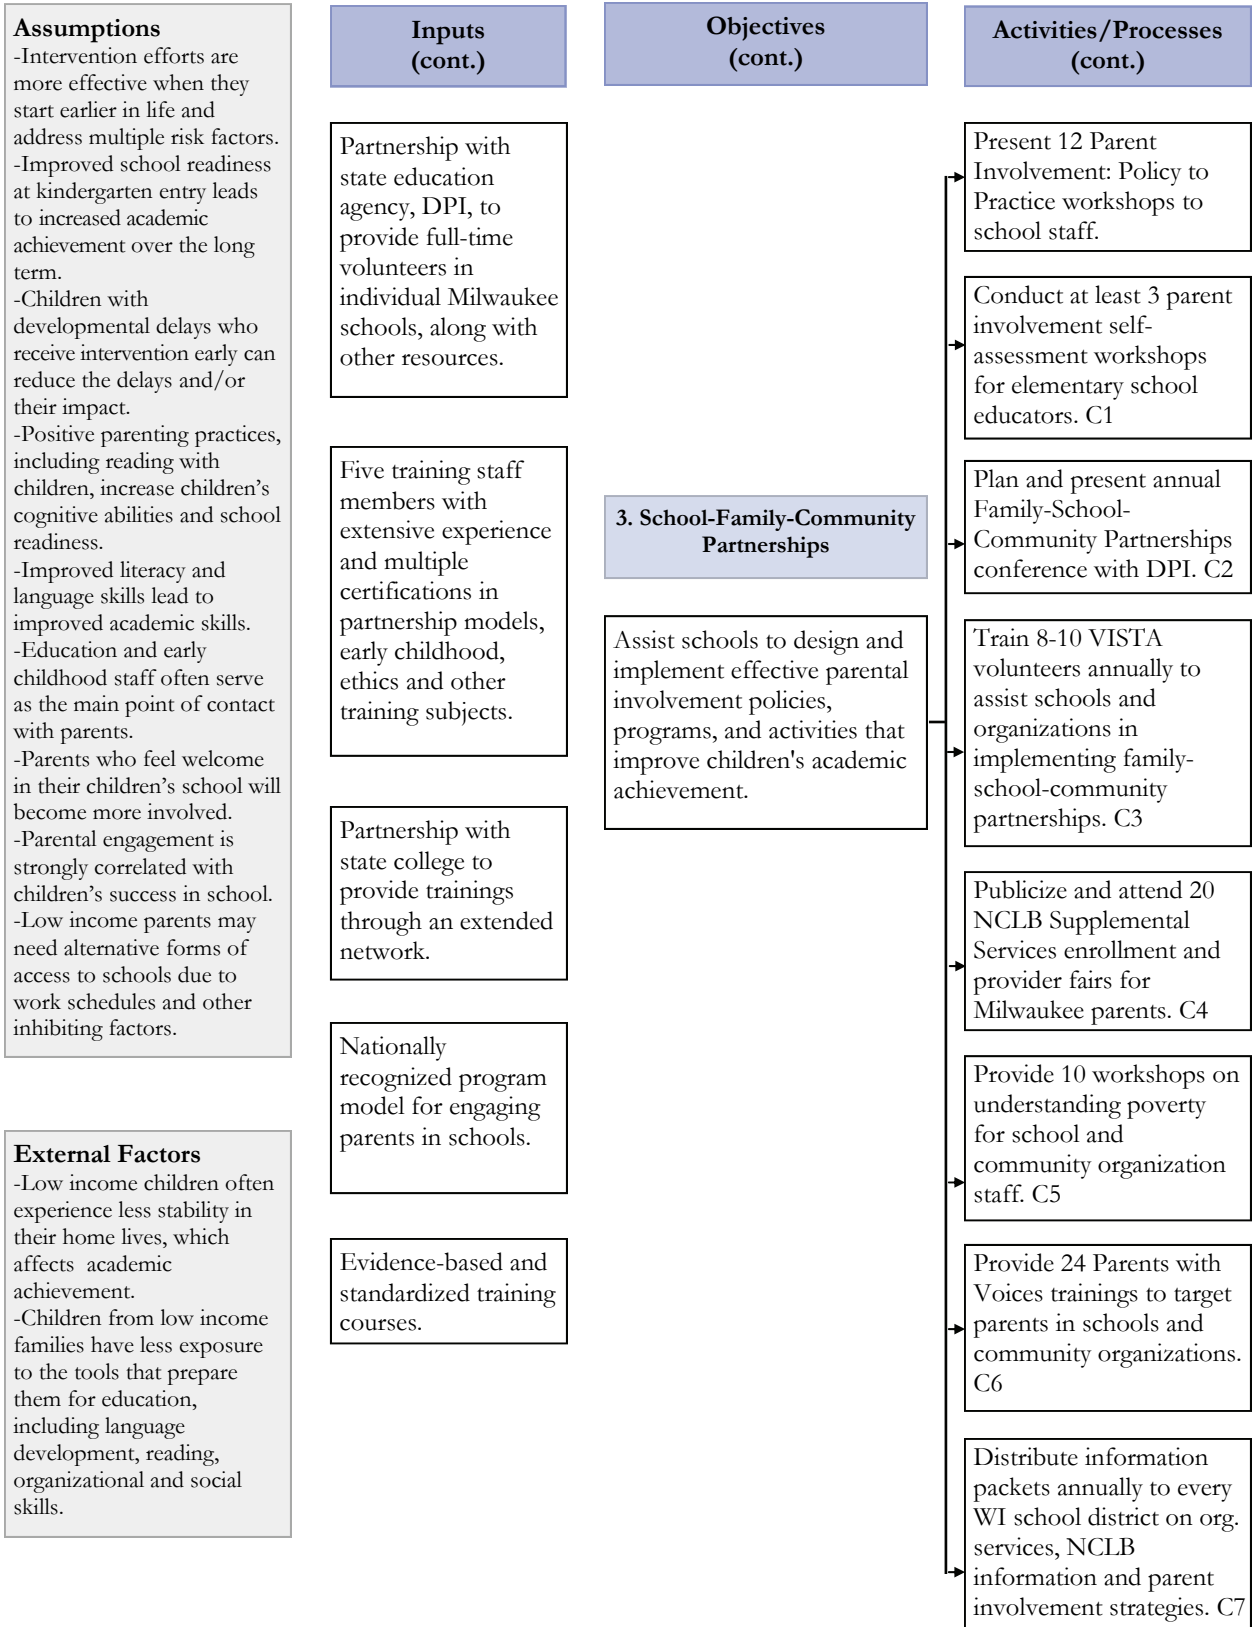 Assumptions
-Intervention efforts are
more effective when they
start earlier in life and
address multiple risk factors.
-Improved school readiness
at kindergarten entry leads
to increased academic
achievement over the long
term.
-Children with
developmental delays who
receive intervention early can
reduce the delays and/or
their impact.
-Positive parenting practices,
including reading with
children, increase children’s
cognitive abilities and school
readiness.
-Improved literacy and
language skills lead to
improved academic skills.
-Education and early
childhood staff often serve
as the main point of contact
with parents.
-Parents who feel welcome
in their children’s school will
become more involved.
-Parental engagement is
strongly correlated with
children’s success in school.
-Low income parents may
need alternative forms of
access to schools due to
work schedules and other
inhibiting factors.
External Factors
-Low income children often
experience less stability in
their home lives, which
affects academic
achievement.
-Children from low income
families have less exposure
to the tools that prepare
them for education,
including language
development, reading,
organizational and social
skills.
Inputs
(cont.)
Partnership with
state education
agency, DPI, to
provide full-time
volunteers in
individual Milwaukee
schools, along with
other resources.
Five training staff
members with
extensive experience
and multiple
certifications in
partnership models,
early childhood,
ethics and other
training subjects.
Partnership with
state college to
provide trainings
through an extended
network.
Nationally
recognized program
model for engaging
parents in schools.
Evidence-based and
standardized training
courses.
Objectives
(cont.)
3. School-Family-Community
Partnerships
Assist schools to design and
implement effective parental
involvement policies,
programs, and activities that
improve children's academic
achievement.
Activities/Processes
(cont.)
Present 12 Parent
Involvement: Policy to
Practice workshops to
school staff.
Conduct at least 3 parent
involvement self-
assessment workshops
for elementary school
educators. C1
Plan and present annual
Family-School-
Community Partnerships
conference with DPI. C2
Train 8-10 VISTA
volunteers annually to
assist schools and
organizations in
implementing family-
school-community
partnerships. C3
Publicize and attend 20
NCLB Supplemental
Services enrollment and
provider fairs for
Milwaukee parents. C4
Provide 10 workshops on
understanding poverty
for school and
community organization
staff. C5
Provide 24 Parents with
Voices trainings to target
parents in schools and
community organizations.
C6
Distribute information
packets annually to every
WI school district on org.
services, NCLB
information and parent
involvement strategies. C7